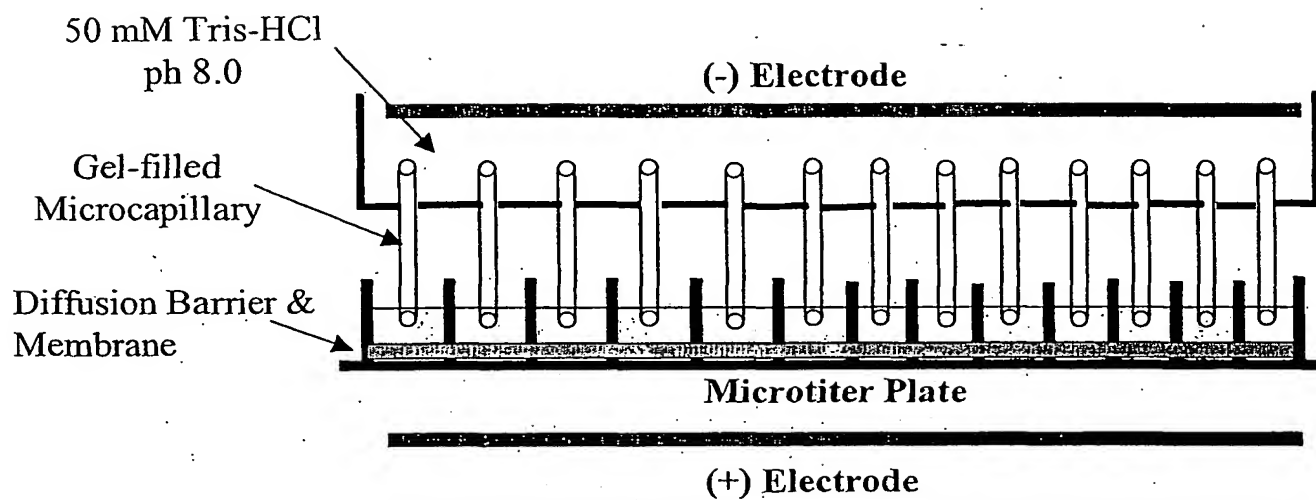 50 mM Tris-HCl
ph 8.0
(-) Electrode
Gel-filled
Microcapillary
Diffusion Barrier &
Membrane
Microtiter Plate
(+) Electrode